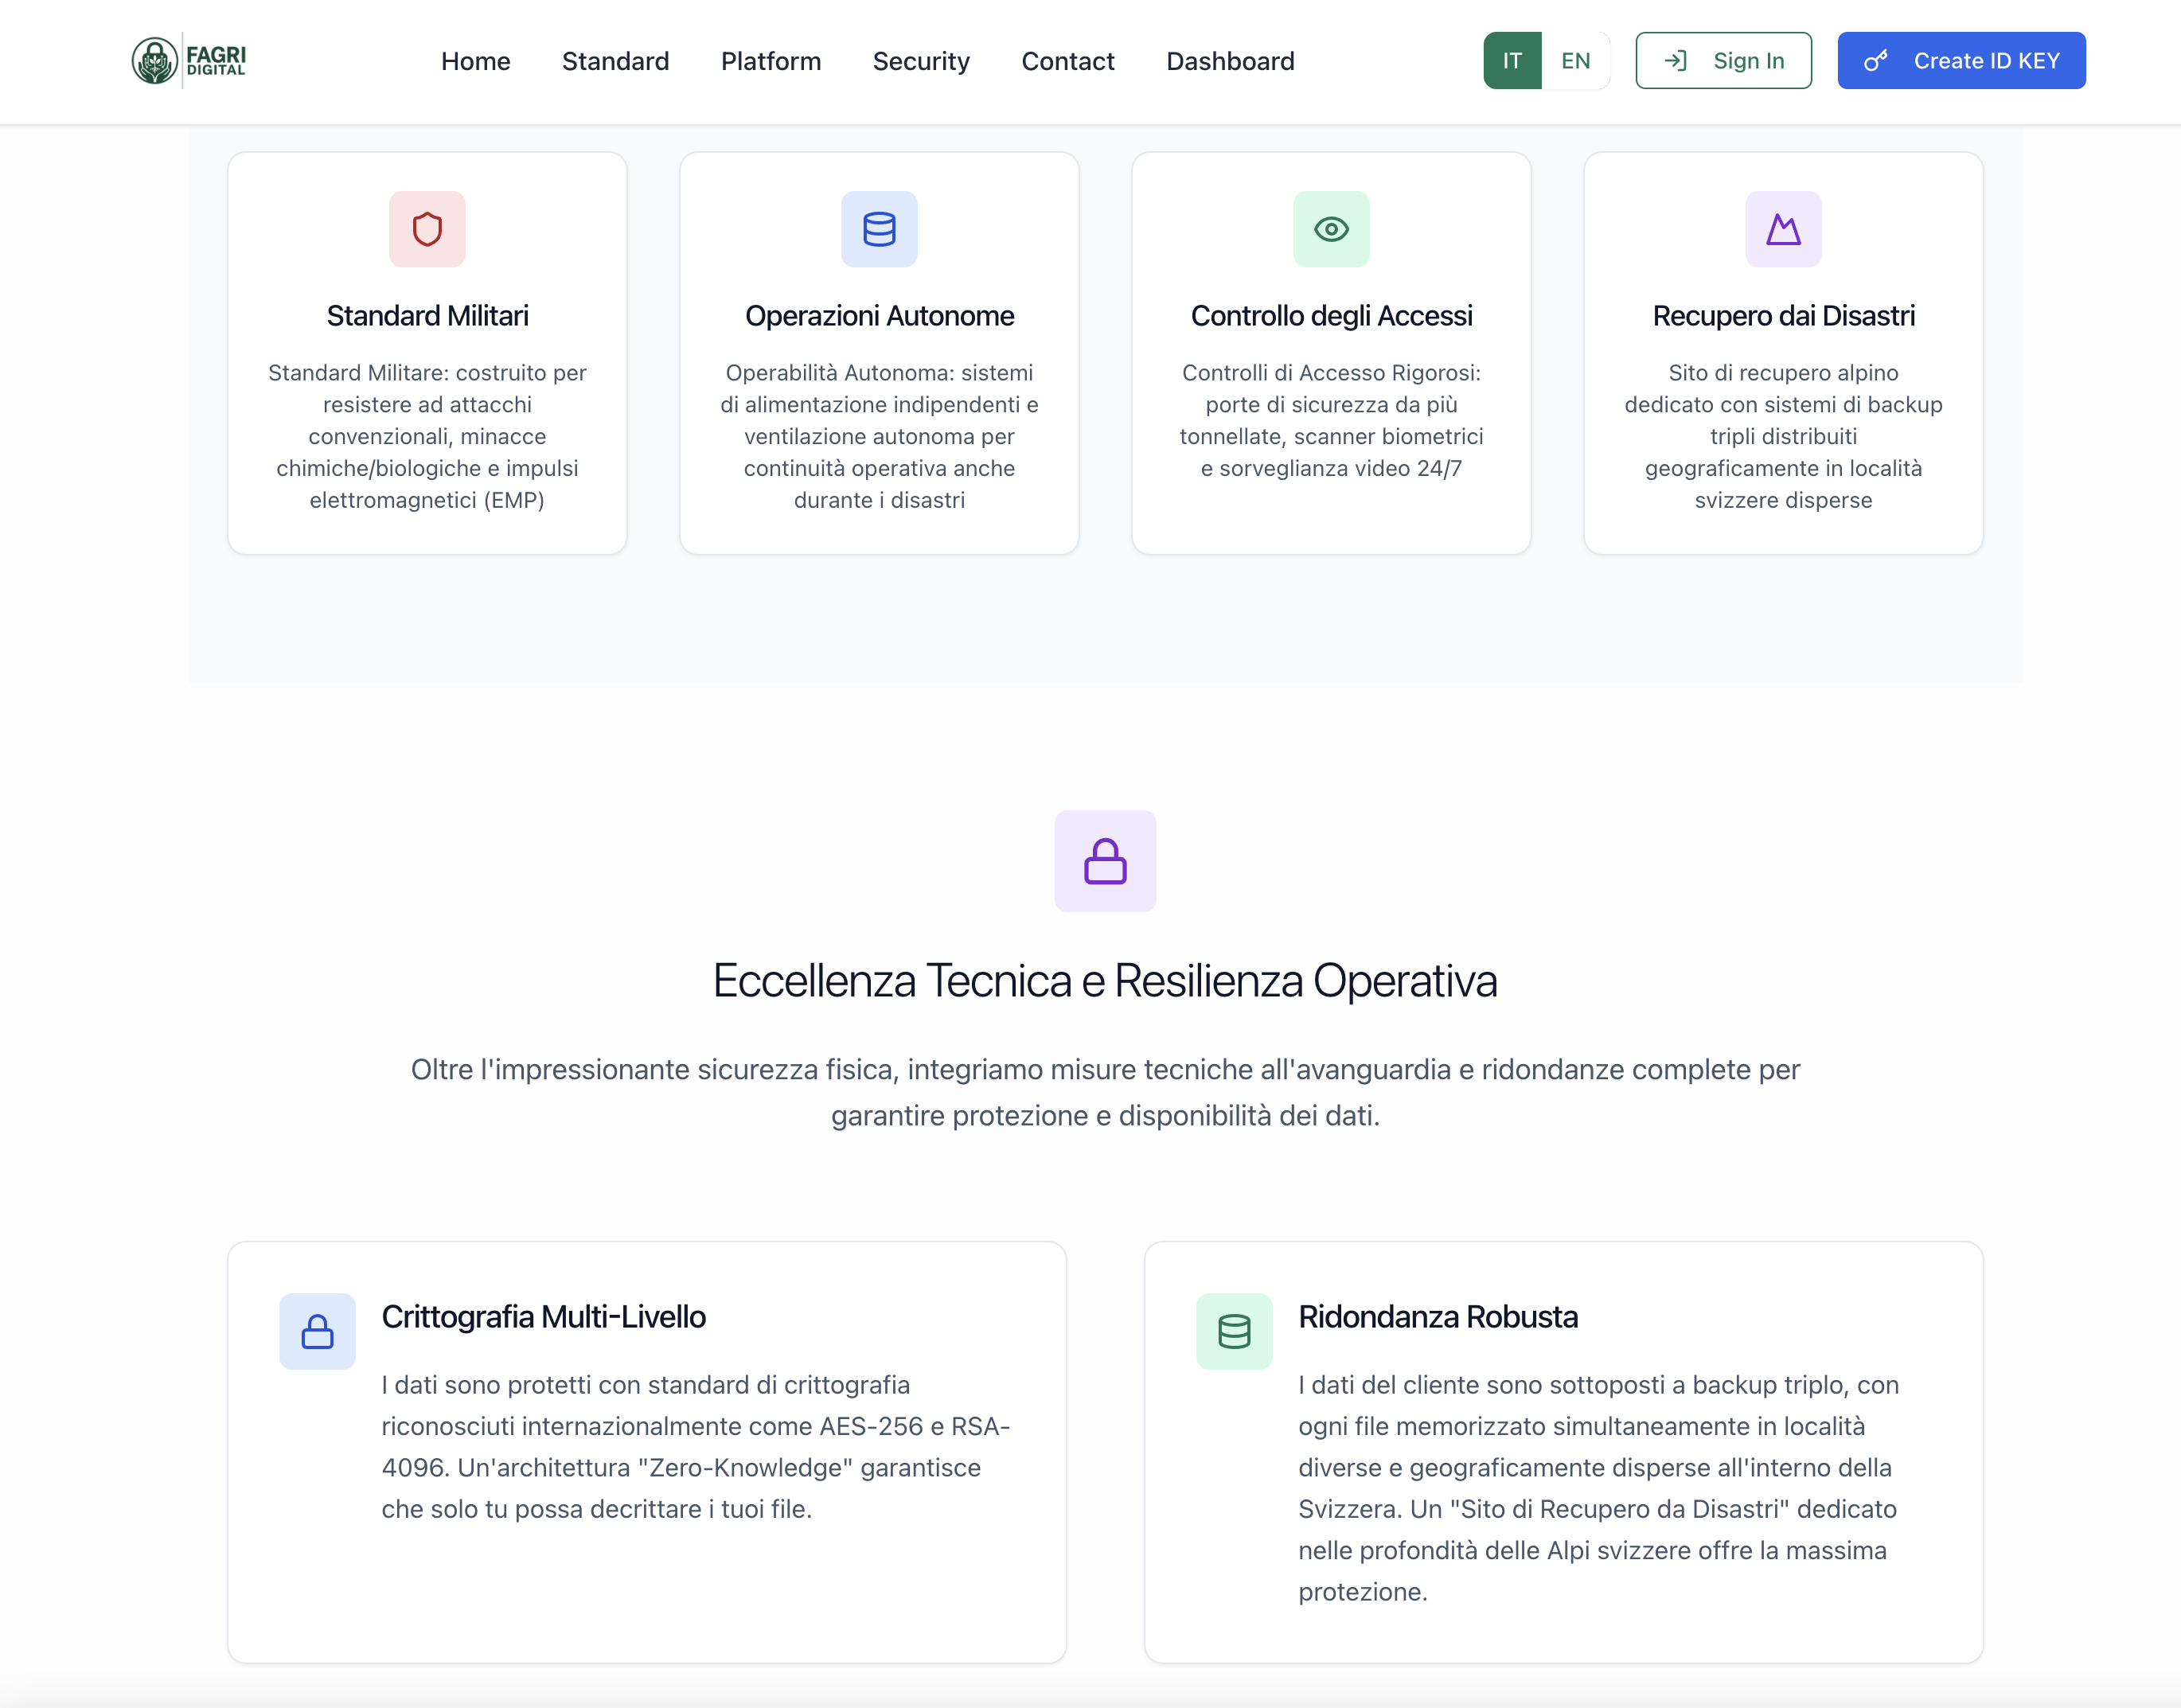 FAGRI
DIGITAL
Home
Standard
Platform
Security
Contact
Dashboard
IT
EN
Sign In
Create ID KEY
Standard Militari
Standard Militare: costruito per
resistere ad attacchi
convenzionali, minacce
chimiche/biologiche e impulsi
elettromagnetici (EMP)
Operazioni Autonome
Operabilità Autonoma: sistemi
di alimentazione indipendenti e
ventilazione autonoma per
continuità operativa anche
durante i disastri
Controllo degli Accessi
Controlli di Accesso Rigorosi:
porte di sicurezza da più
tonnellate, scanner biometrici
e sorveglianza video 24/7
Recupero dai Disastri
Sito di recupero alpino
dedicato con sistemi di backup
tripli distribuiti
geograficamente in località
svizzere disperse
Eccellenza Tecnica e Resilienza Operativa
Oltre l'impressionante sicurezza fisica, integriamo misure tecniche all'avanguardia e ridondanze complete per
garantire protezione e disponibilità dei dati.
Crittografia Multi-Livello
I dati sono protetti con standard di crittografia
riconosciuti internazionalmente come AES-256 e RSA-
4096. Un'architettura "Zero-Knowledge" garantisce
che solo tu possa decrittare i tuoi file.
Ridondanza Robusta
I dati del cliente sono sottoposti a backup triplo, con
ogni file memorizzato simultaneamente in località
diverse e geograficamente disperse all'interno della
Svizzera. Un "Sito di Recupero da Disastri" dedicato
nelle profondità delle Alpi svizzere offre la massima
protezione.